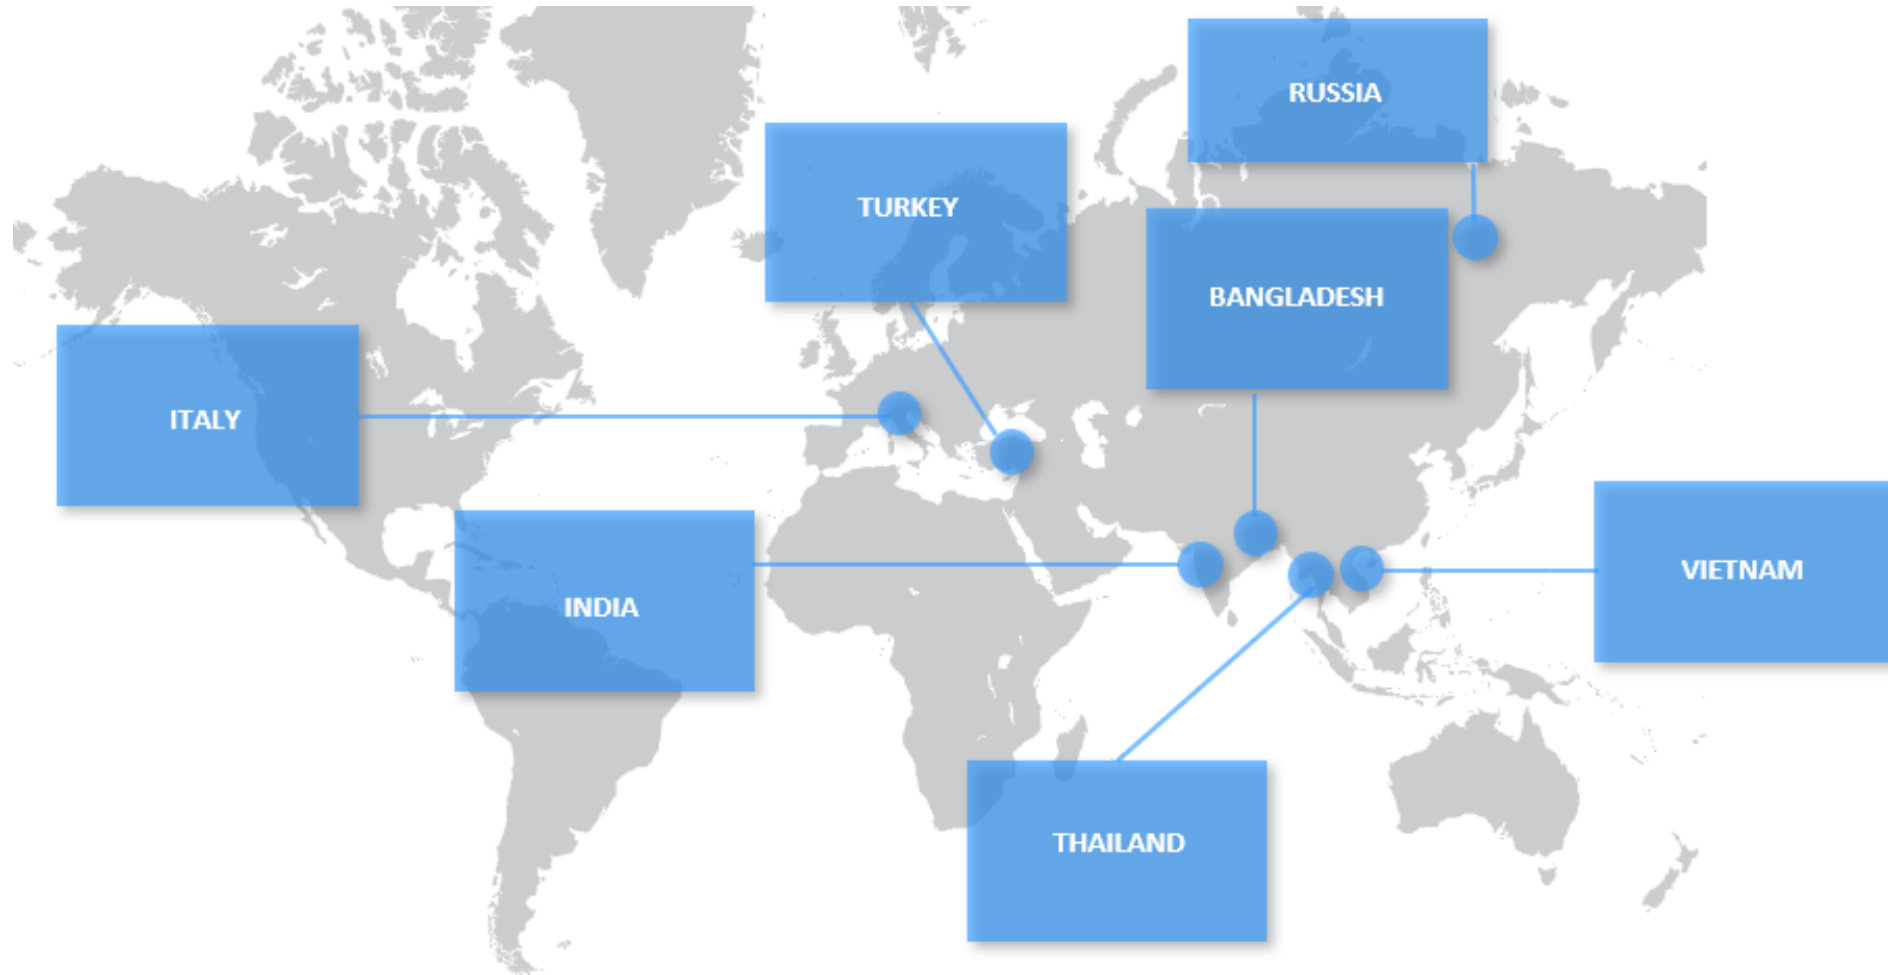 RUSSIA
TURKEY
BANGLADESH
ITALY
VIETNAM
INDIA
THAILAND